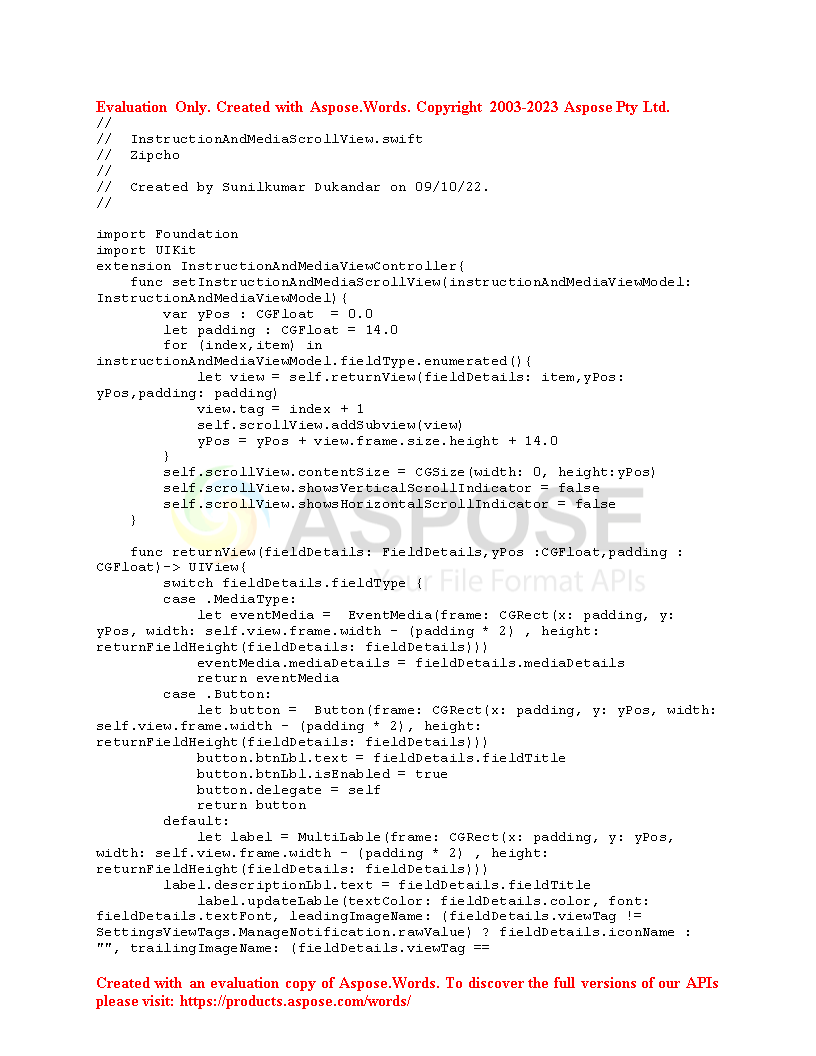 Evaluation Only. Created with Aspose.Words. Copyright 2003-2023 Aspose Pty Ltd.
//
//  InstructionAndMediaScrollView.swift
//  Zipcho
//
//  Created by Sunilkumar Dukandar on 09/10/22.
//

import Foundation
import UIKit
extension InstructionAndMediaViewController{
    func setInstructionAndMediaScrollView(instructionAndMediaViewModel:
InstructionAndMediaViewModel){
        var yPos : CGFloat  = 0.0
        let padding : CGFloat = 14.0
        for (index,item) in
instructionAndMediaViewModel.fieldType.enumerated(){
            let view = self.returnView(fieldDetails: item,yPos:
yPos,padding: padding)
            view.tag = index + 1
            self.scrollView.addSubview(view)
            yPos = yPos + view.frame.size.height + 14.0
        }
        self.scrollView.contentSize = CGSize(width: 0, height:yPos)
        self.scrollView.showsVerticalScrollIndicator = false
        self.scrollView.showsHorizontalScrollIndicator = false
    }
ASPOSE
Your File Format APIs

    func returnView(fieldDetails: FieldDetails,yPos :CGFloat,padding :
CGFloat)-> UIView{
        switch fieldDetails.fieldType {
        case .MediaType:
            let eventMedia =  EventMedia(frame: CGRect(x: padding, y:
yPos, width: self.view.frame.width - (padding * 2) , height:
returnFieldHeight(fieldDetails: fieldDetails)))
            eventMedia.mediaDetails = fieldDetails.mediaDetails
            return eventMedia
        case .Button:
            let button =  Button(frame: CGRect(x: padding, y: yPos, width:
self.view.frame.width - (padding * 2), height:
returnFieldHeight(fieldDetails: fieldDetails)))
            button.btnLbl.text = fieldDetails.fieldTitle
            button.btnLbl.isEnabled = true
            button.delegate = self
            return button
        default:
            let label = MultiLable(frame: CGRect(x: padding, y: yPos,
width: self.view.frame.width - (padding * 2) , height:
returnFieldHeight(fieldDetails: fieldDetails)))
        label.descriptionLbl.text = fieldDetails.fieldTitle
            label.updateLable(textColor: fieldDetails.color, font:
fieldDetails.textFont, leadingImageName: (fieldDetails.viewTag !=
SettingsViewTags.ManageNotification.rawValue) ? fieldDetails.iconName :
"", trailingImageName: (fieldDetails.viewTag ==

Created with an evaluation copy of Aspose.Words. To discover the full versions of our APIs
please visit: https://products.aspose.com/words/